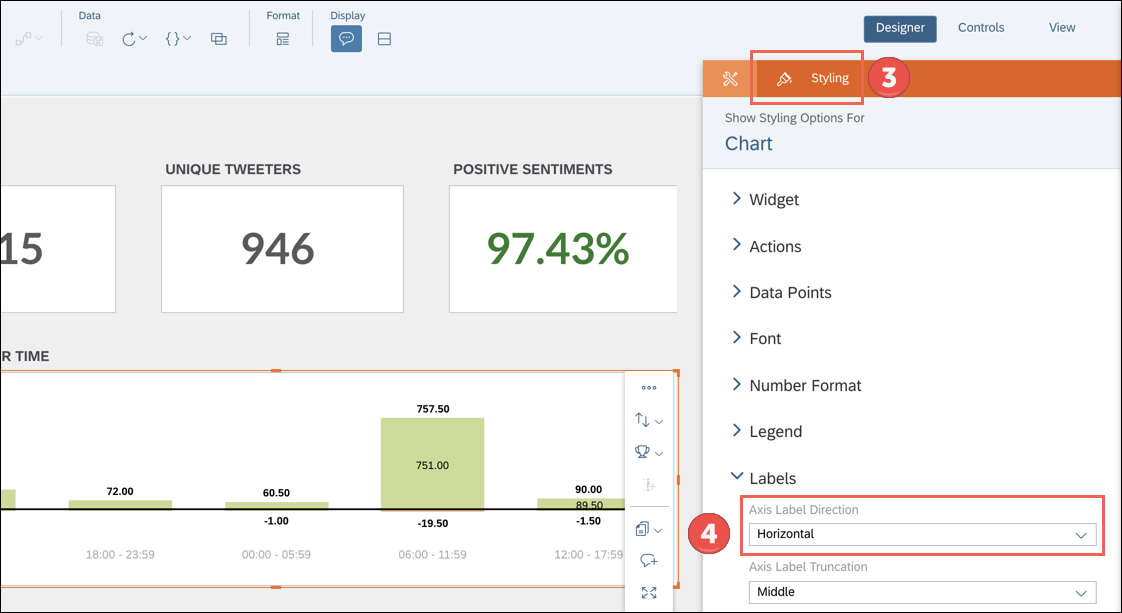 Data
Format
Display
Designer
Controls
View
Styling
3
Show Styling Options For
Chart
UNIQUE TWEETERS
POSITIVE SENTIMENTS
15
946
97.43%
Widget
Actions
Data Points
Font
Number Format
Legend
Labels
Axis Label Direction
Horizontal
4
Axis Label Truncation
Middle
R TIME
757.50
751.00
72.00
60.50
90.00
89.50
-1.00
-19.50
-1.50
18:00 - 23:59
00:00 - 05:59
06:00 - 11:59
12:00 - 17:59